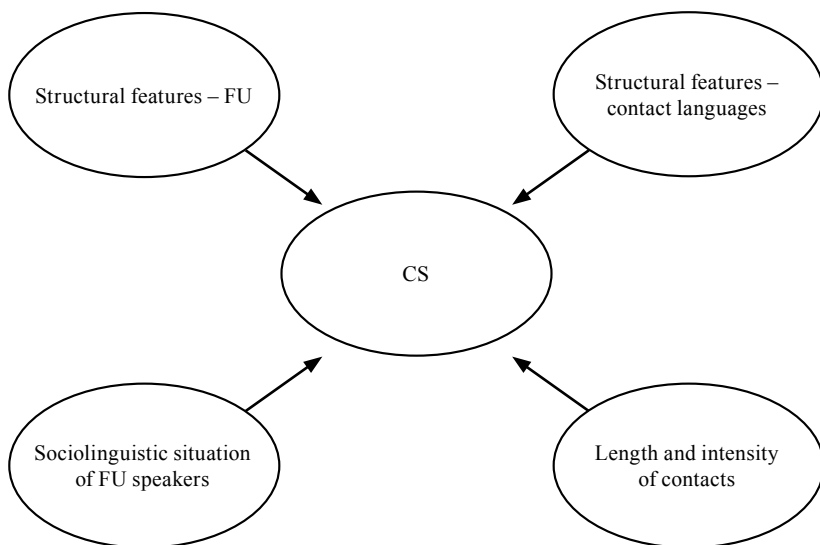 Structural features – FU
Structural features –
contact languages
CS
Sociolinguistic situation
of FU speakers
Length and intensity
of contacts